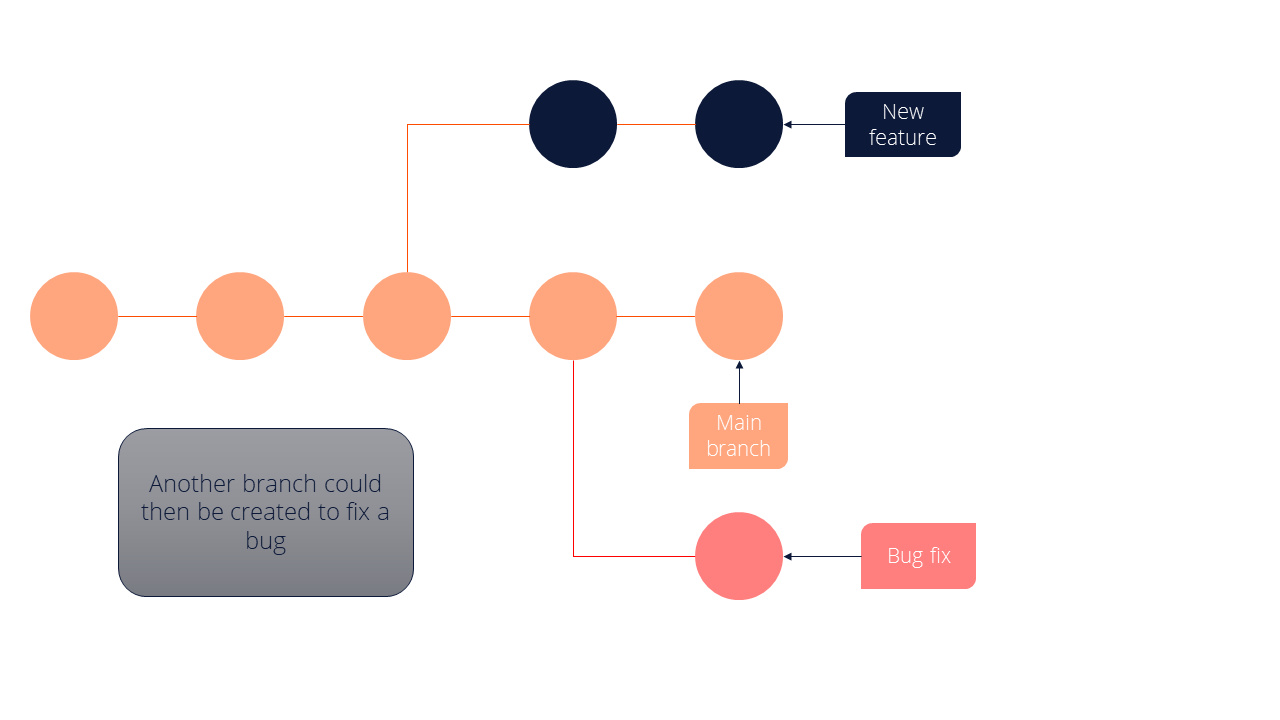 New
feature
Main
branch
Another branch could
then be created to fix a
bug
Bug fix